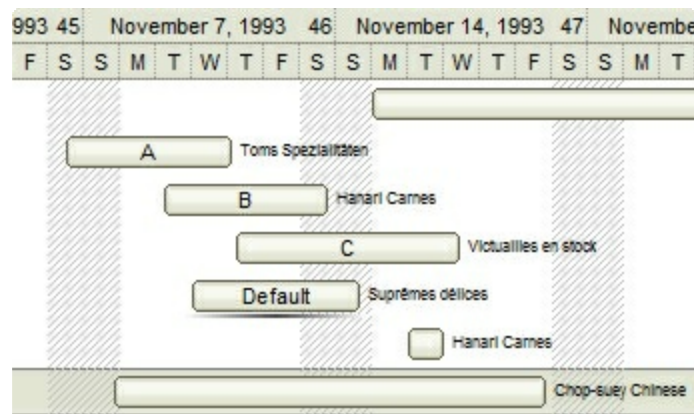 993 45 November 7, 1993 46 November 14, 1993 47 Novembe
F S S M T W T F S S M T W T F S S M T
A Toms Spezialitäten
B Hanari Carnes
C Victuailles en stock
Default Suprêmes délices
Hanari Carnes
Chop-suey Chinese